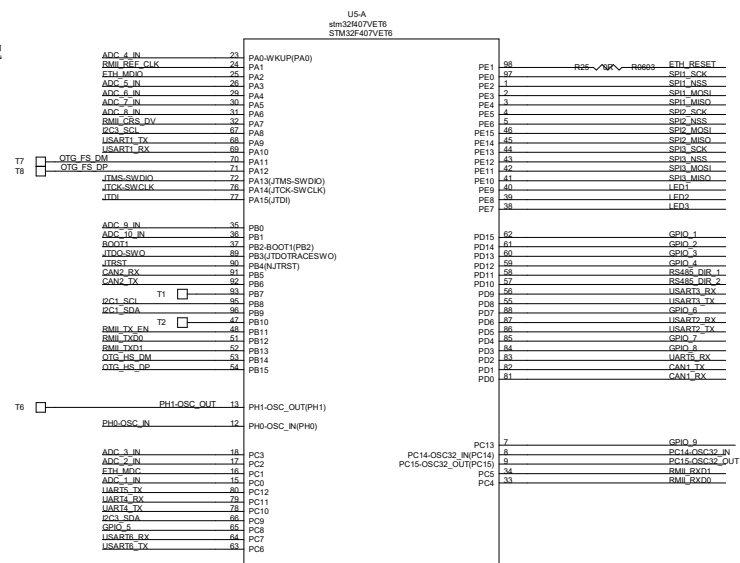 U5-A
stm32f407VET6
STM32F407VET6
ADC_4_IN 23 PA0-WKUP(PA0)
RMII_REF_CLK 24 PA1
ETH_MDIO 25 PA2
ADC_5_IN 26 PA3
ADC_6_IN 29 PA4
ADC_7_IN 30 PA5
ADC_8_IN 31 PA6
RMII_CRS_DV 32 PA7
I2C3_SCL 67 PA8
USART1_TX 68 PA9
USART1_RX 69 PA10
T7 OTG_FS_DM 70 PA11
T8 OTG_FS_DP 71 PA12
JTMS-SWDIO 72 PA13(JTMS-SWDIO)
JTCK-SWCLK 76 PA14(JTCK-SWCLK)
JTDI 77 PA15(JTDI)
ADC_9_IN 35 PB0
ADC_10_IN 36 PB1
BOOT1 37 PB2-BOOT1(PB2)
JTDO-SWO 89 PB3(JTDOTRACESWO)
JTRST 90 PB4(NJTRST)
CAN2_RX 91 PB5
CAN2_TX 92 PB6
T1 93 PB7
I2C1_SCL 95 PB8
I2C1_SDA 96 PB9
T2 47 PB10
RMII_TX_EN 48 PB11
RMII_TXD0 51 PB12
RMII_TXD1 52 PB13
OTG_HS_DM 53 PB14
OTG_HS_DP 54 PB15
T6 PH1-OSC_OUT 13 PH1-OSC_OUT(PH1)
PH0-OSC_IN 12 PH0-OSC_IN(PH0)
ADC_3_IN 18 PC3
ADC_2_IN 17 PC2
ETH_MDC 16 PC1
ADC_1_IN 15 PC0
UART5_TX 80 PC12
UART4_RX 79 PC11
UART4_TX 78 PC10
I2C3_SDA 66 PC9
GPIO_5 65 PC8
USART6_RX 64 PC7
USART6_TX 63 PC6
PE1 98 R25 0R R0603 ETH_RESET
PE0 97 SPI1_SCK
PE2 1 SPI1_NSS
PE3 2 SPI1_MOSI
PE4 3 SPI1_MISO
PE5 4 SPI2_SCK
PE6 5 SPI2_NSS
PE15 46 SPI2_MOSI
PE14 45 SPI2_MISO
PE13 44 SPI3_SCK
PE12 43 SPI3_NSS
PE11 42 SPI3_MOSI
PE10 41 SPI3_MISO
PE9 40 LED1
PE8 39 LED2
PE7 38 LED3
PD15 62 GPIO_1
PD14 61 GPIO_2
PD13 60 GPIO_3
PD12 59 GPIO_4
PD11 58 RS485_DIR_1
PD10 57 RS485_DIR_2
PD9 56 USART3_RX
PD8 55 USART3_TX
PD7 88 GPIO_6
PD6 87 USART2_RX
PD5 86 USART2_TX
PD4 85 GPIO_7
PD3 84 GPIO_8
PD2 83 UART5_RX
PD1 82 CAN1_TX
PD0 81 CAN1_RX
PC13 7 GPIO_9
PC14-OSC32_IN(PC14) 8 PC14-OSC32_IN
PC15-OSC32_OUT(PC15) 9 PC15-OSC32_OUT
PC5 34 RMII_RXD1
PC4 33 RMII_RXD0